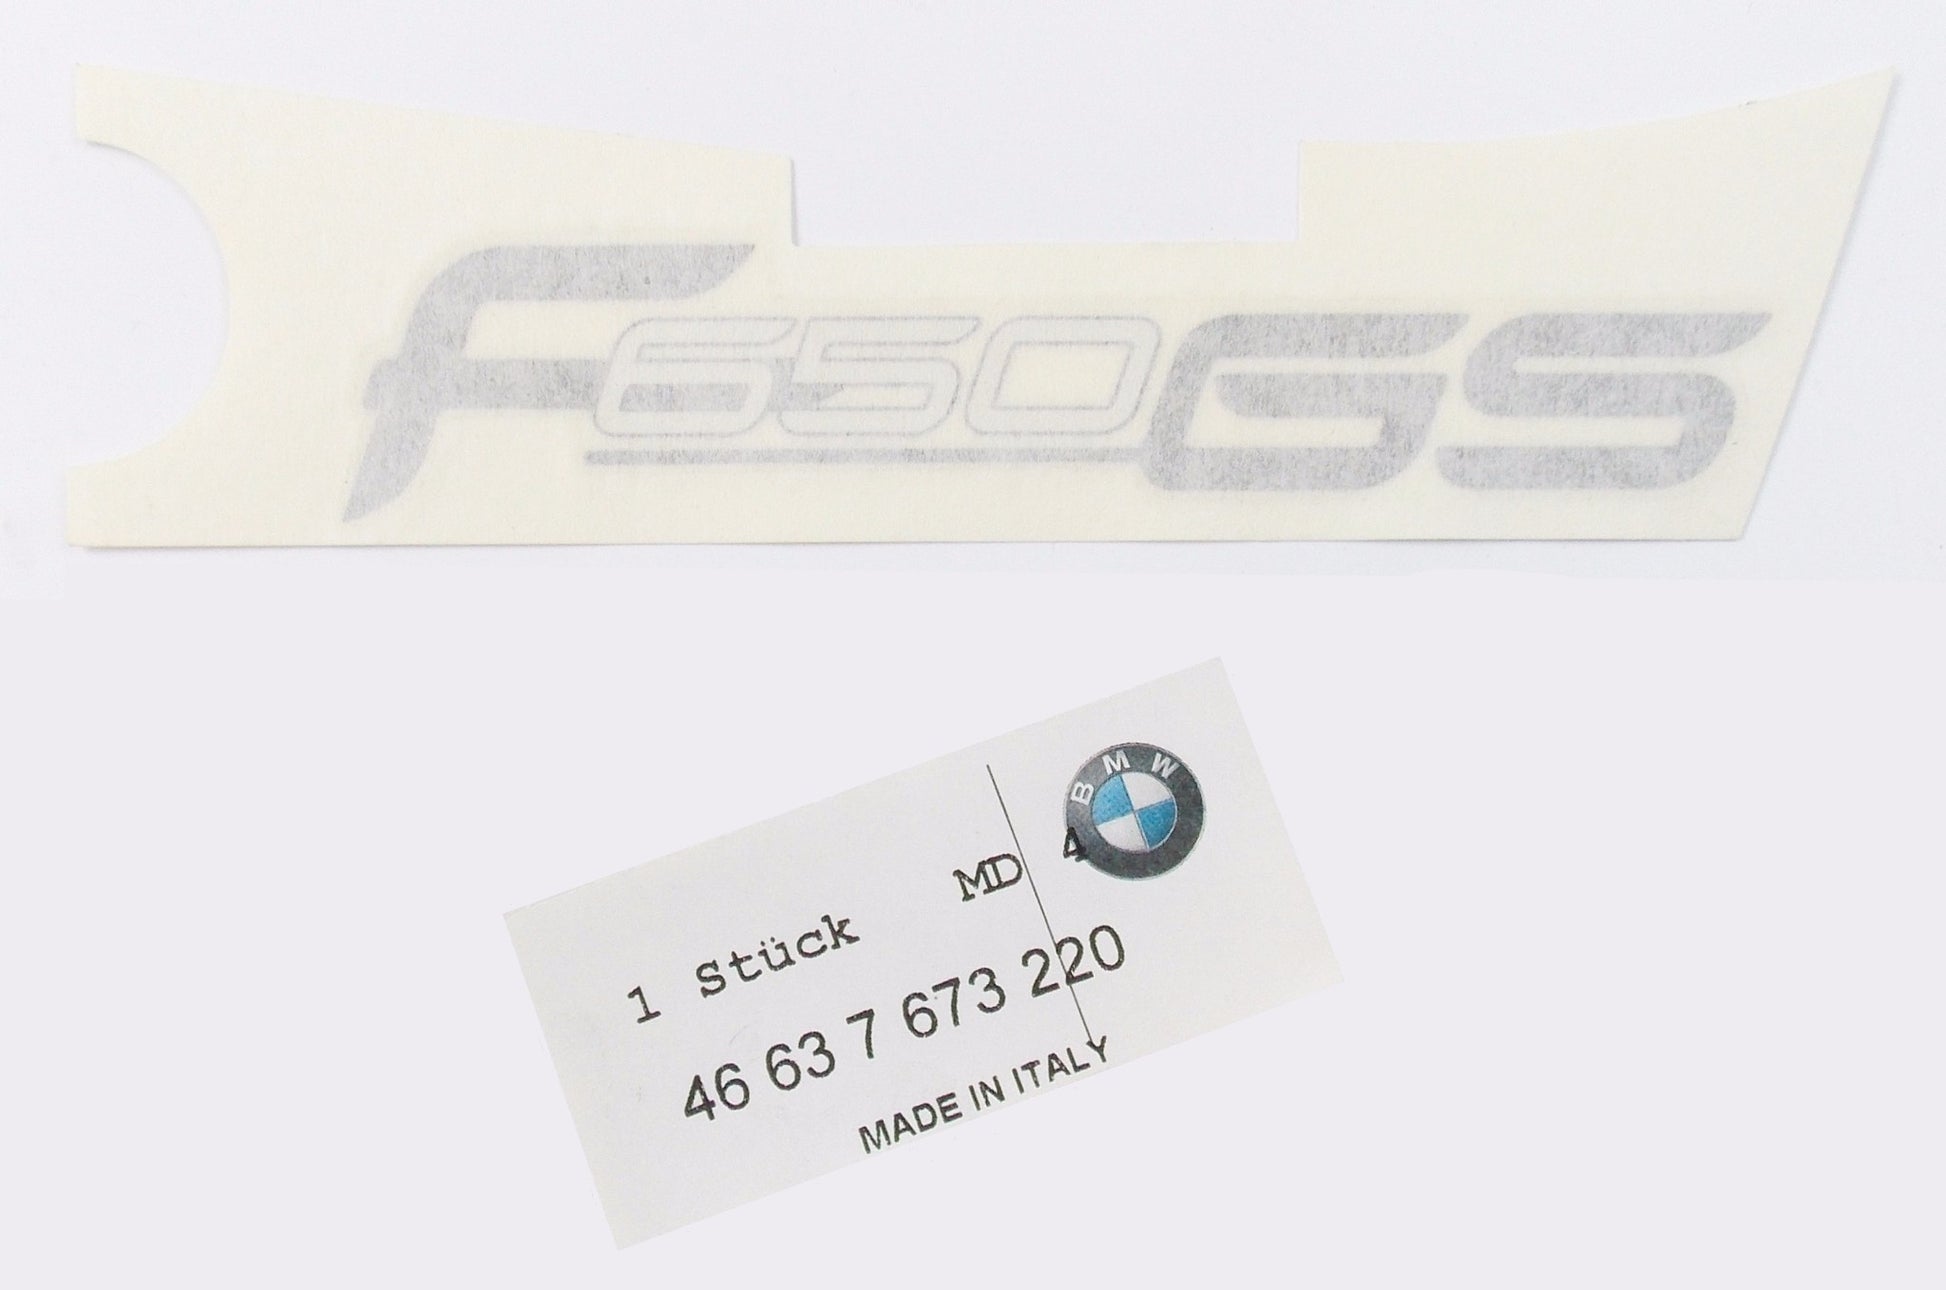 F650GS
BMW
1 Stück MD 4
46 63 7 673 220
MADE IN ITALY